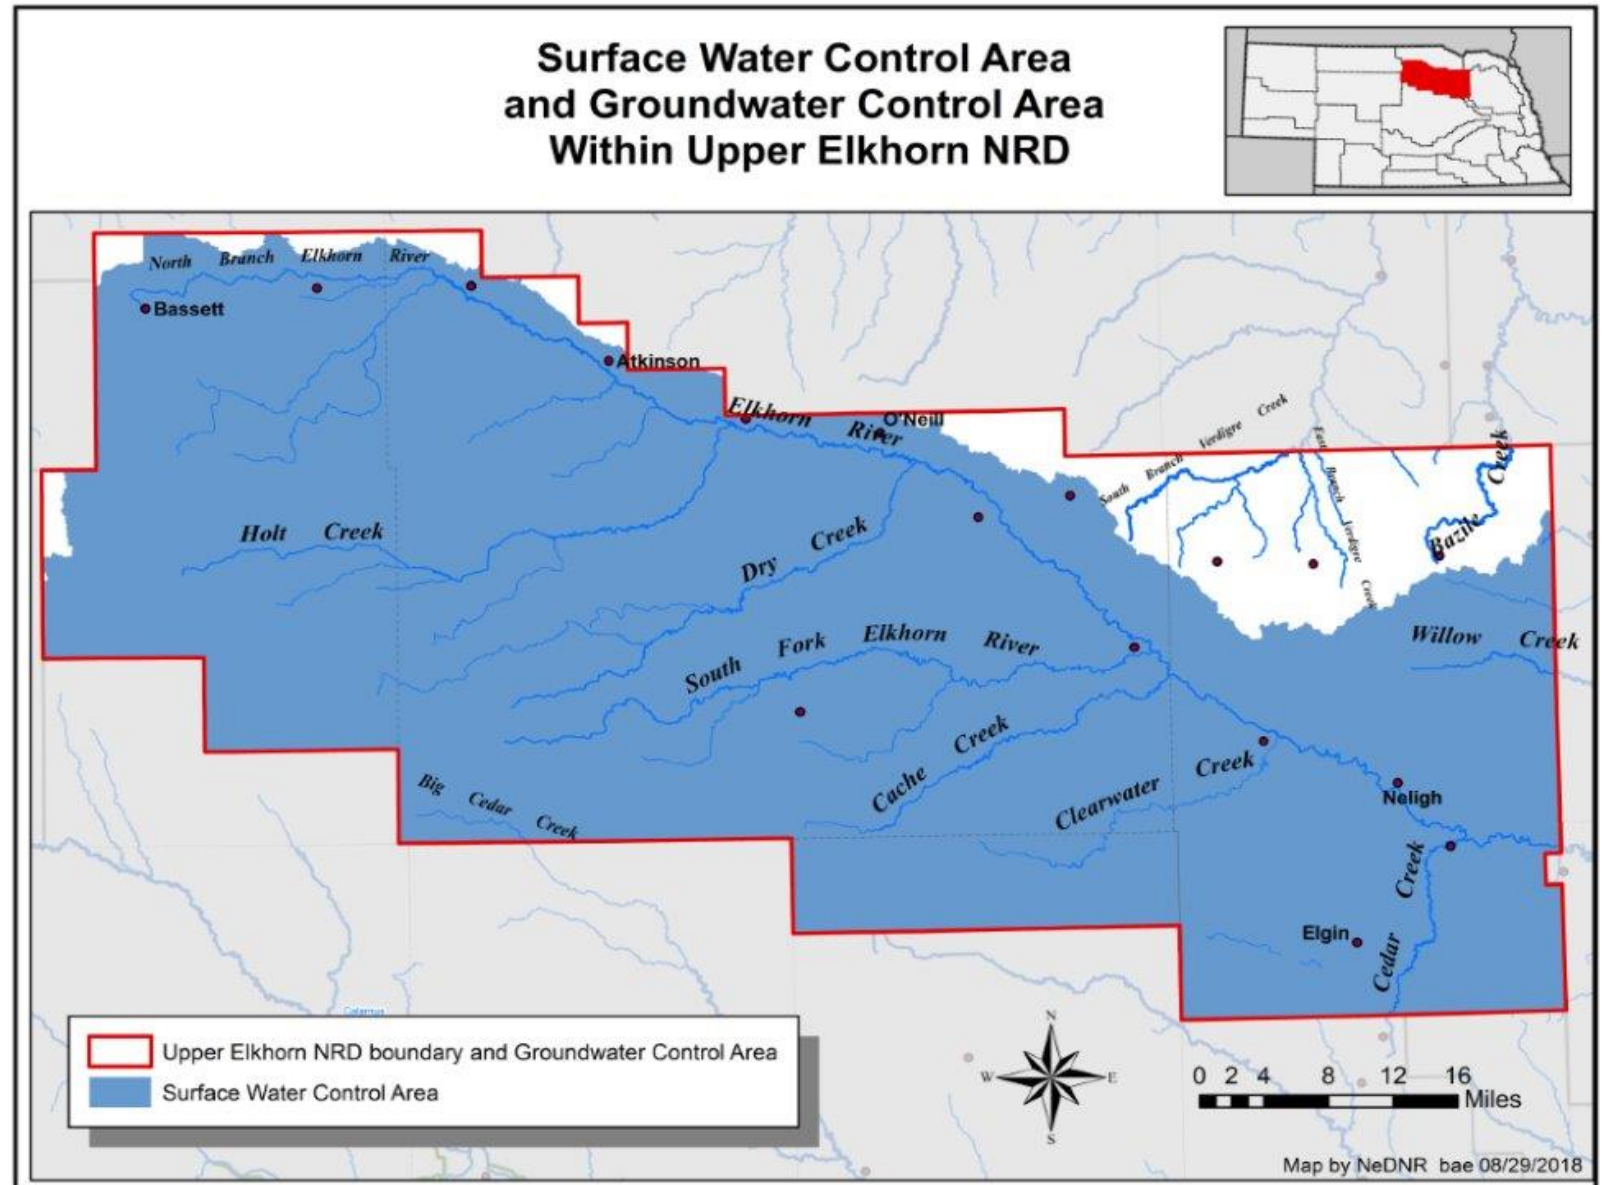 Surface Water Control Area
and Groundwater Control Area
Within Upper Elkhorn NRD
North Branch Elkhorn River
Bassett
Atkinson
Elkhorn River
O'Neill
South Branch Verdigre Creek
East Branch Verdigre Creek
Bazile Creek
Holt Creek
Dry Creek
South Fork Elkhorn River
Willow Creek
Cache Creek
Clearwater Creek
Big Cedar Creek
Neligh
Cedar Creek
Elgin
Calamus
Upper Elkhorn NRD boundary and Groundwater Control Area
Surface Water Control Area
N
W E
S
0 2 4 8 12 16
Miles
Map by NeDNR bae 08/29/2018